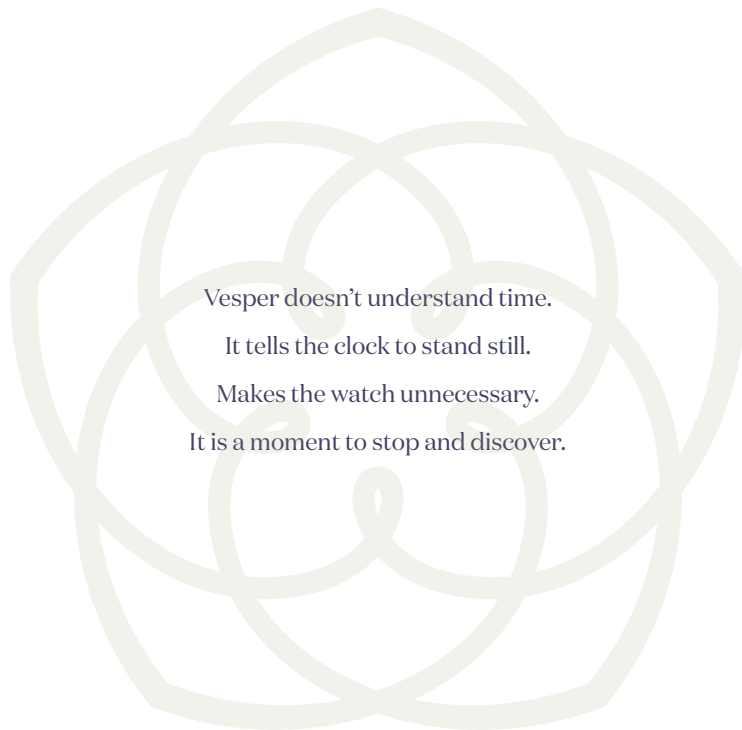 Vesper doesn’t understand time.
It tells the clock to stand still.
Makes the watch unnecessary.
It is a moment to stop and discover.